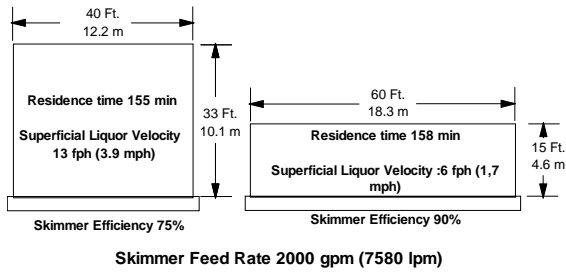 40 Ft.
12.2 m
Residence time 155 min
Superficial Liquor Velocity
13 fph (3.9 mph)
33 Ft.
10.1 m
Skimmer Efficiency 75%
60 Ft.
18.3 m
Residence time 158 min
Superficial Liquor Velocity :6 fph (1,7
mph)
15 Ft.
4.6 m
Skimmer Efficiency 90%
Skimmer Feed Rate 2000 gpm (7580 lpm)